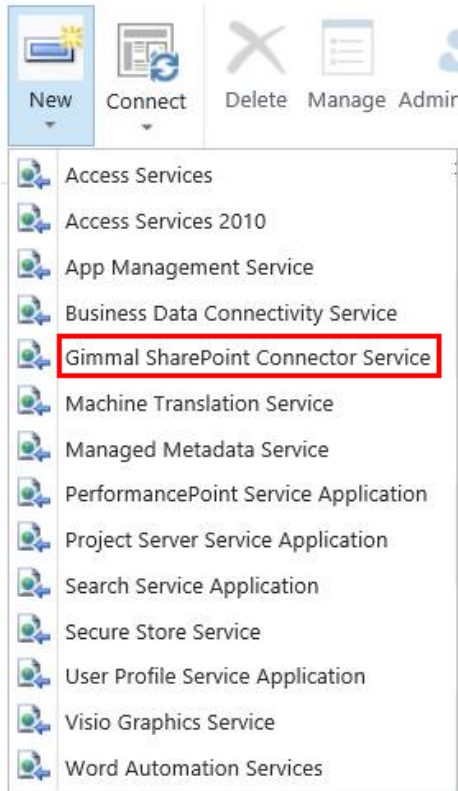 New
Connect
Delete
Manage
Admin
Access Services
Access Services 2010
App Management Service
Business Data Connectivity Service
Gimmal SharePoint Connector Service
Machine Translation Service
Managed Metadata Service
PerformancePoint Service Application
Project Server Service Application
Search Service Application
Secure Store Service
User Profile Service Application
Visio Graphics Service
Word Automation Services